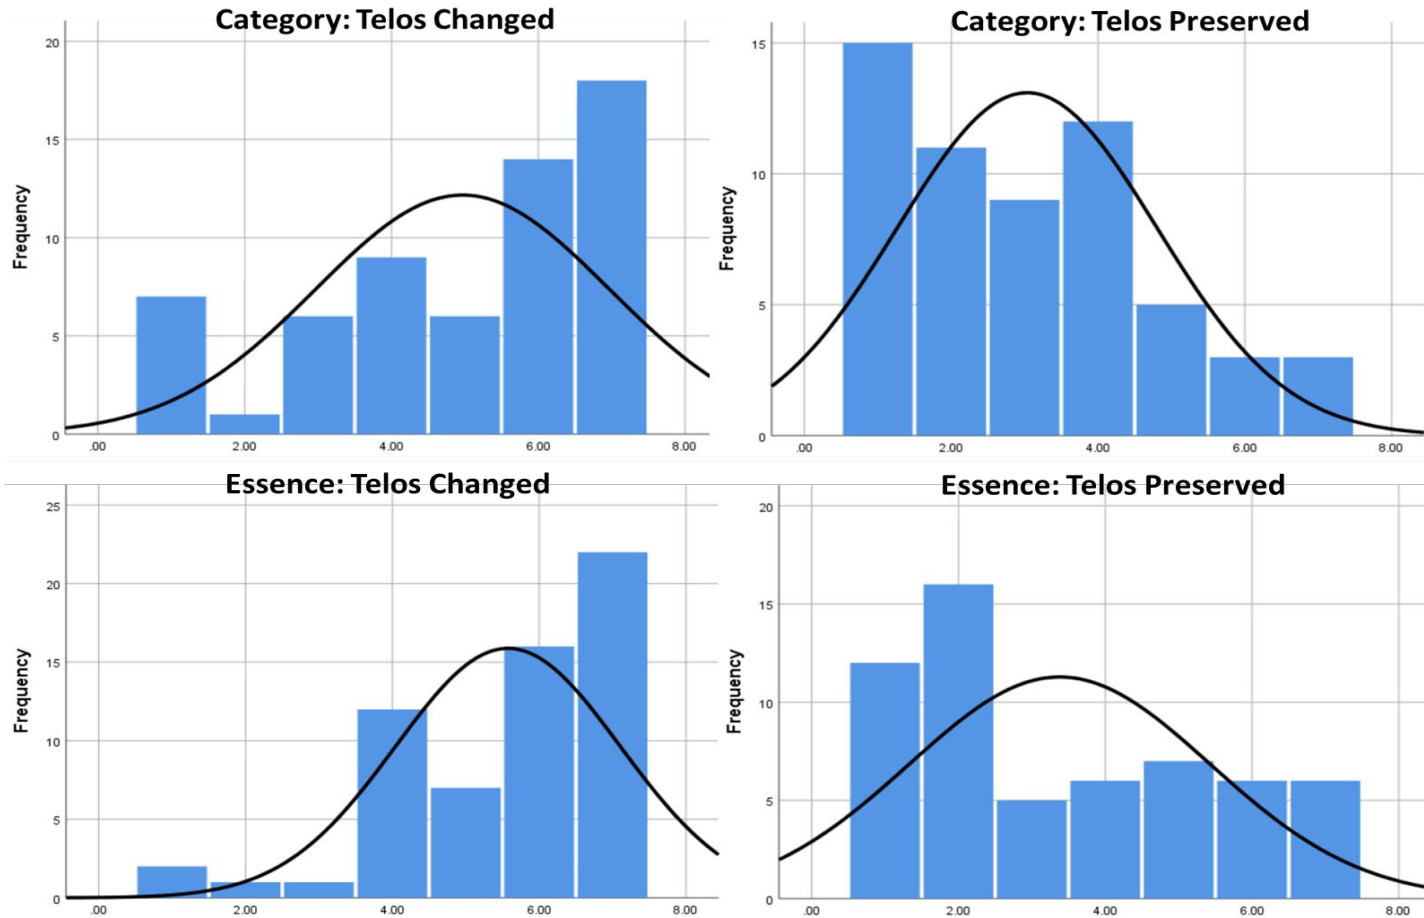 Category: Telos Changed
20
15
10
5
0
Frequency
.00 2.00 4.00 6.00 8.00
Category: Telos Preserved
15
10
5
0
Frequency
.00 2.00 4.00 6.00 8.00
Essence: Telos Changed
25
20
15
10
5
0
Frequency
.00 2.00 4.00 6.00 8.00
Essence: Telos Preserved
20
15
10
5
0
Frequency
.00 2.00 4.00 6.00 8.00